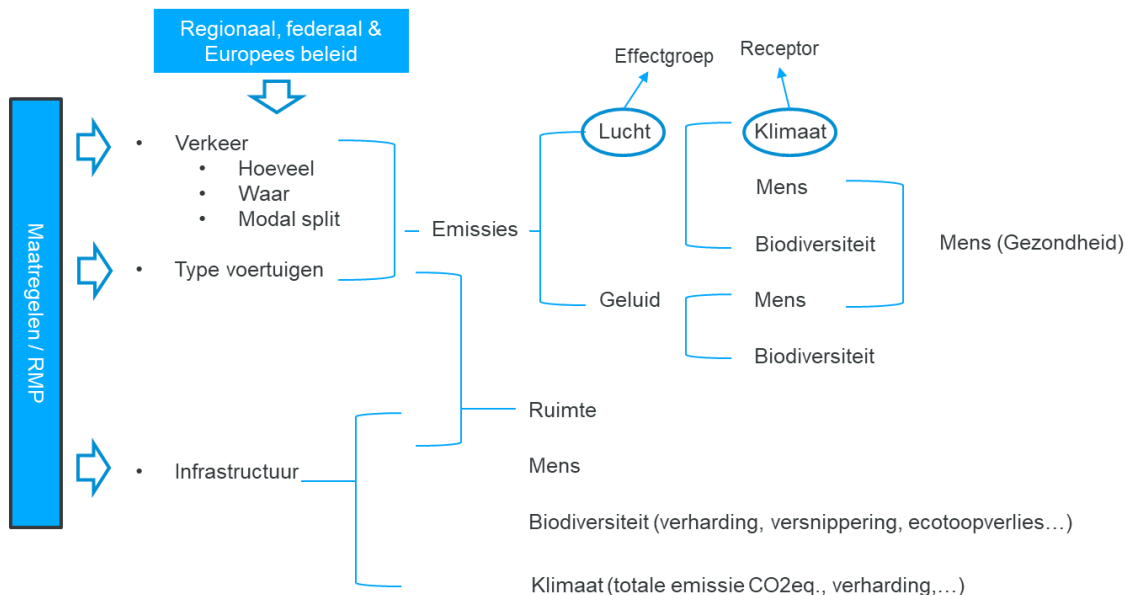 Regionaal, federaal &
Europees beleid
Effectgroep
Receptor
Maatregelen / RMP
• Verkeer
• Hoeveel
• Waar
• Modal split
• Type voertuigen
• Infrastructuur
Emissies
Lucht
Geluid
Klimaat
Mens
Biodiversiteit
Mens
Biodiversiteit
Mens (Gezondheid)
Ruimte
Mens
Biodiversiteit (verharding, versnippering, ecotoopverlies…)
Klimaat (totale emissie CO2eq., verharding,…)